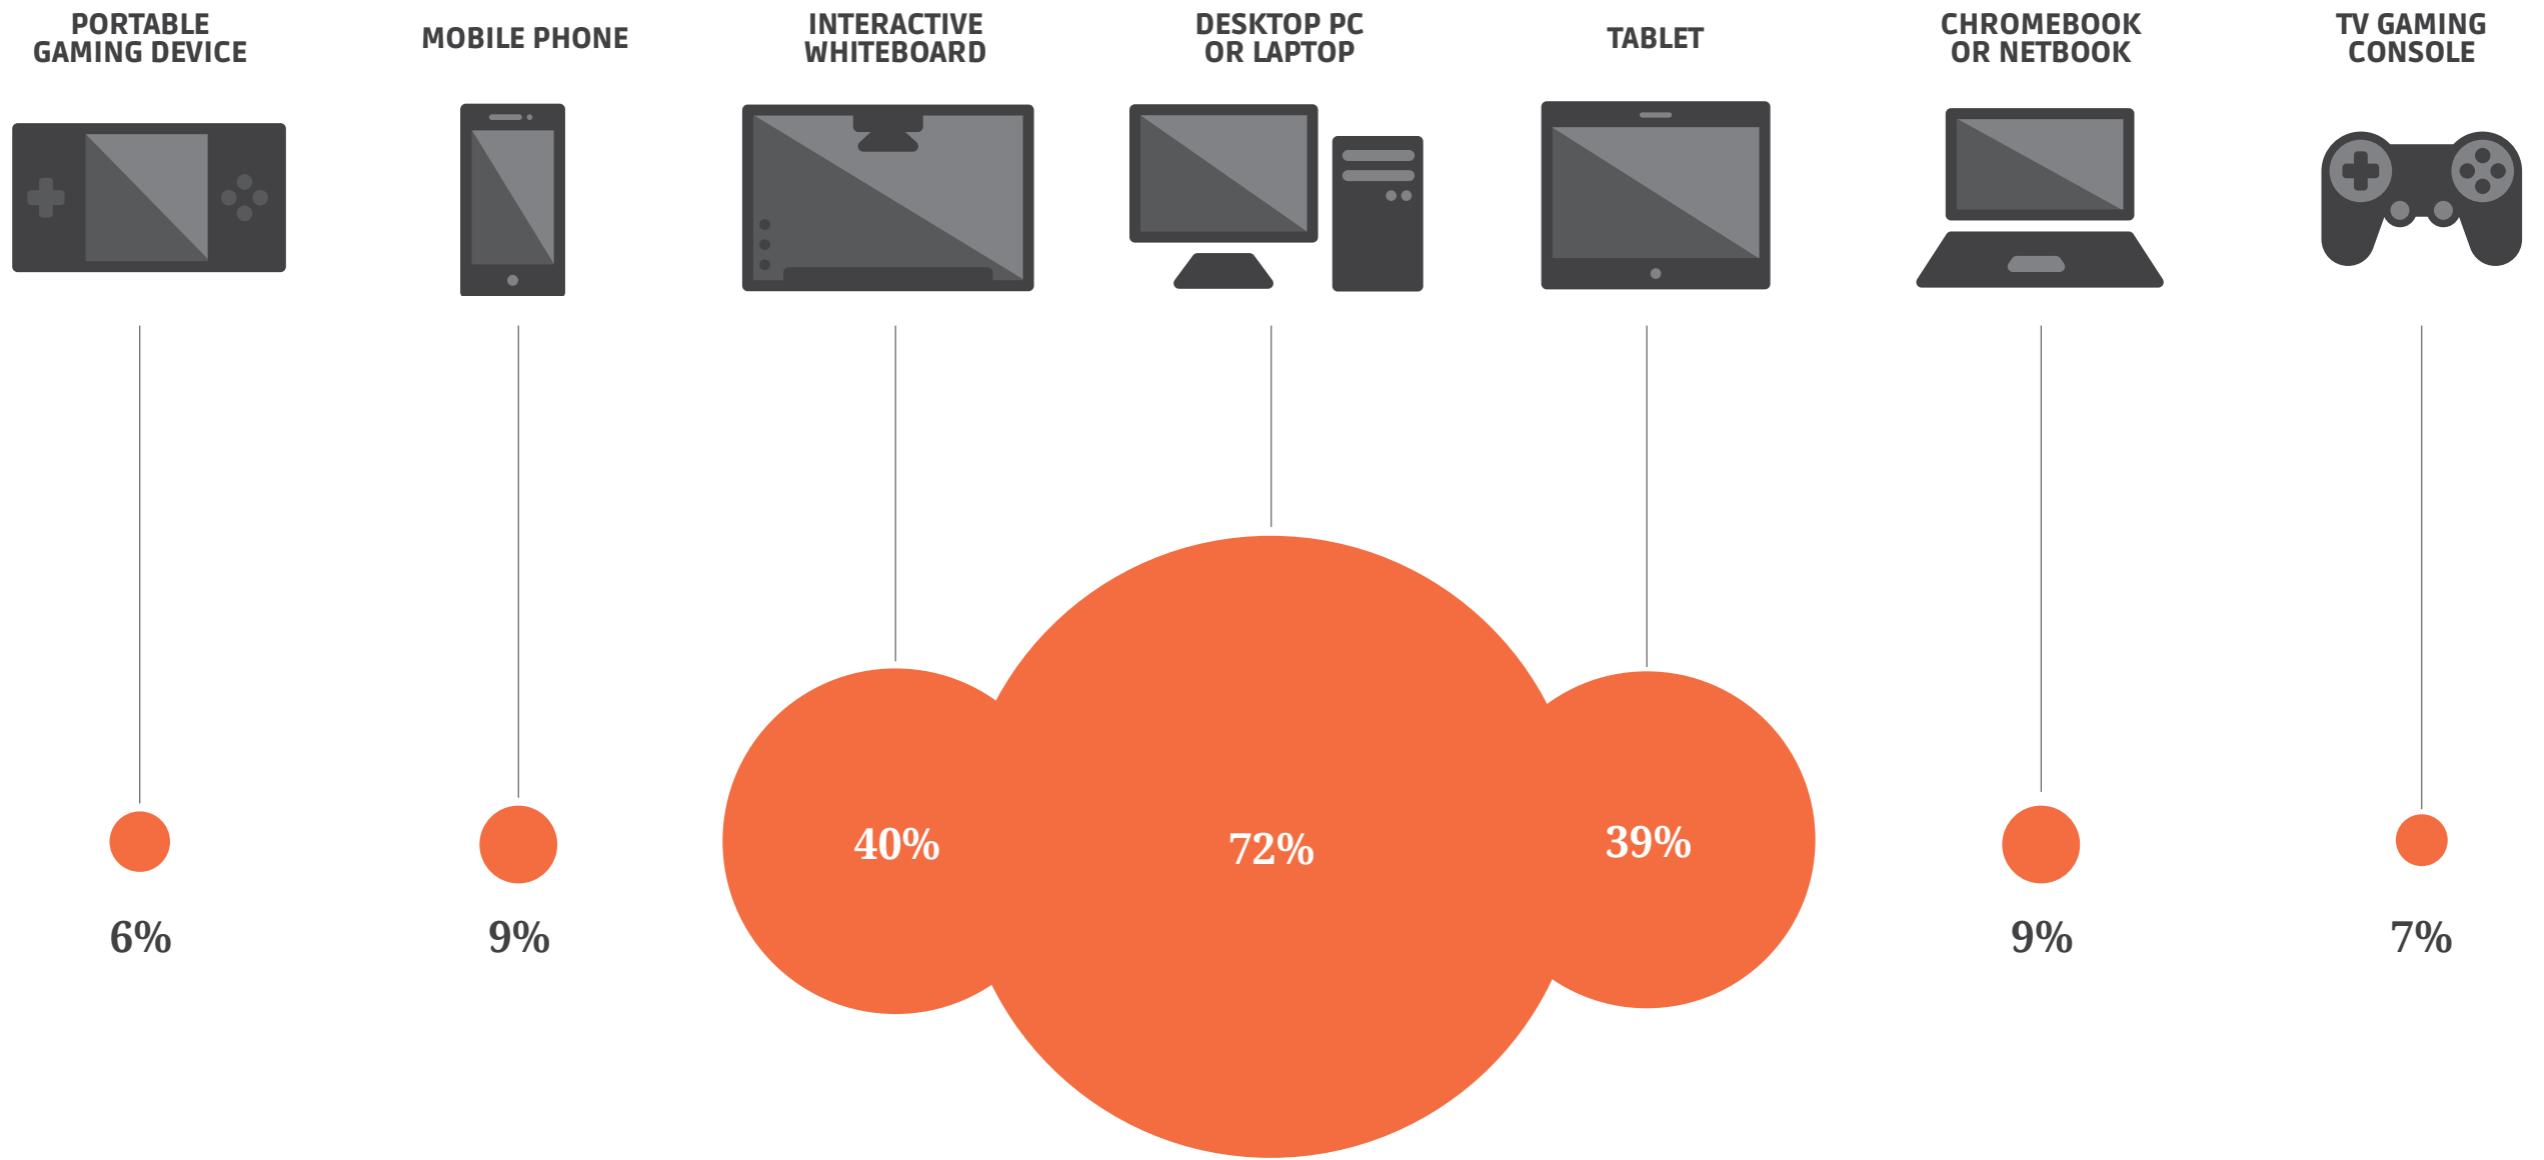 PORTABLE
GAMING DEVICE
MOBILE PHONE
INTERACTIVE
WHITEBOARD
DESKTOP PC
OR LAPTOP
TABLET
CHROMEBOOK
OR NETBOOK
TV GAMING
CONSOLE
6%
9%
40%
72%
39%
9%
7%